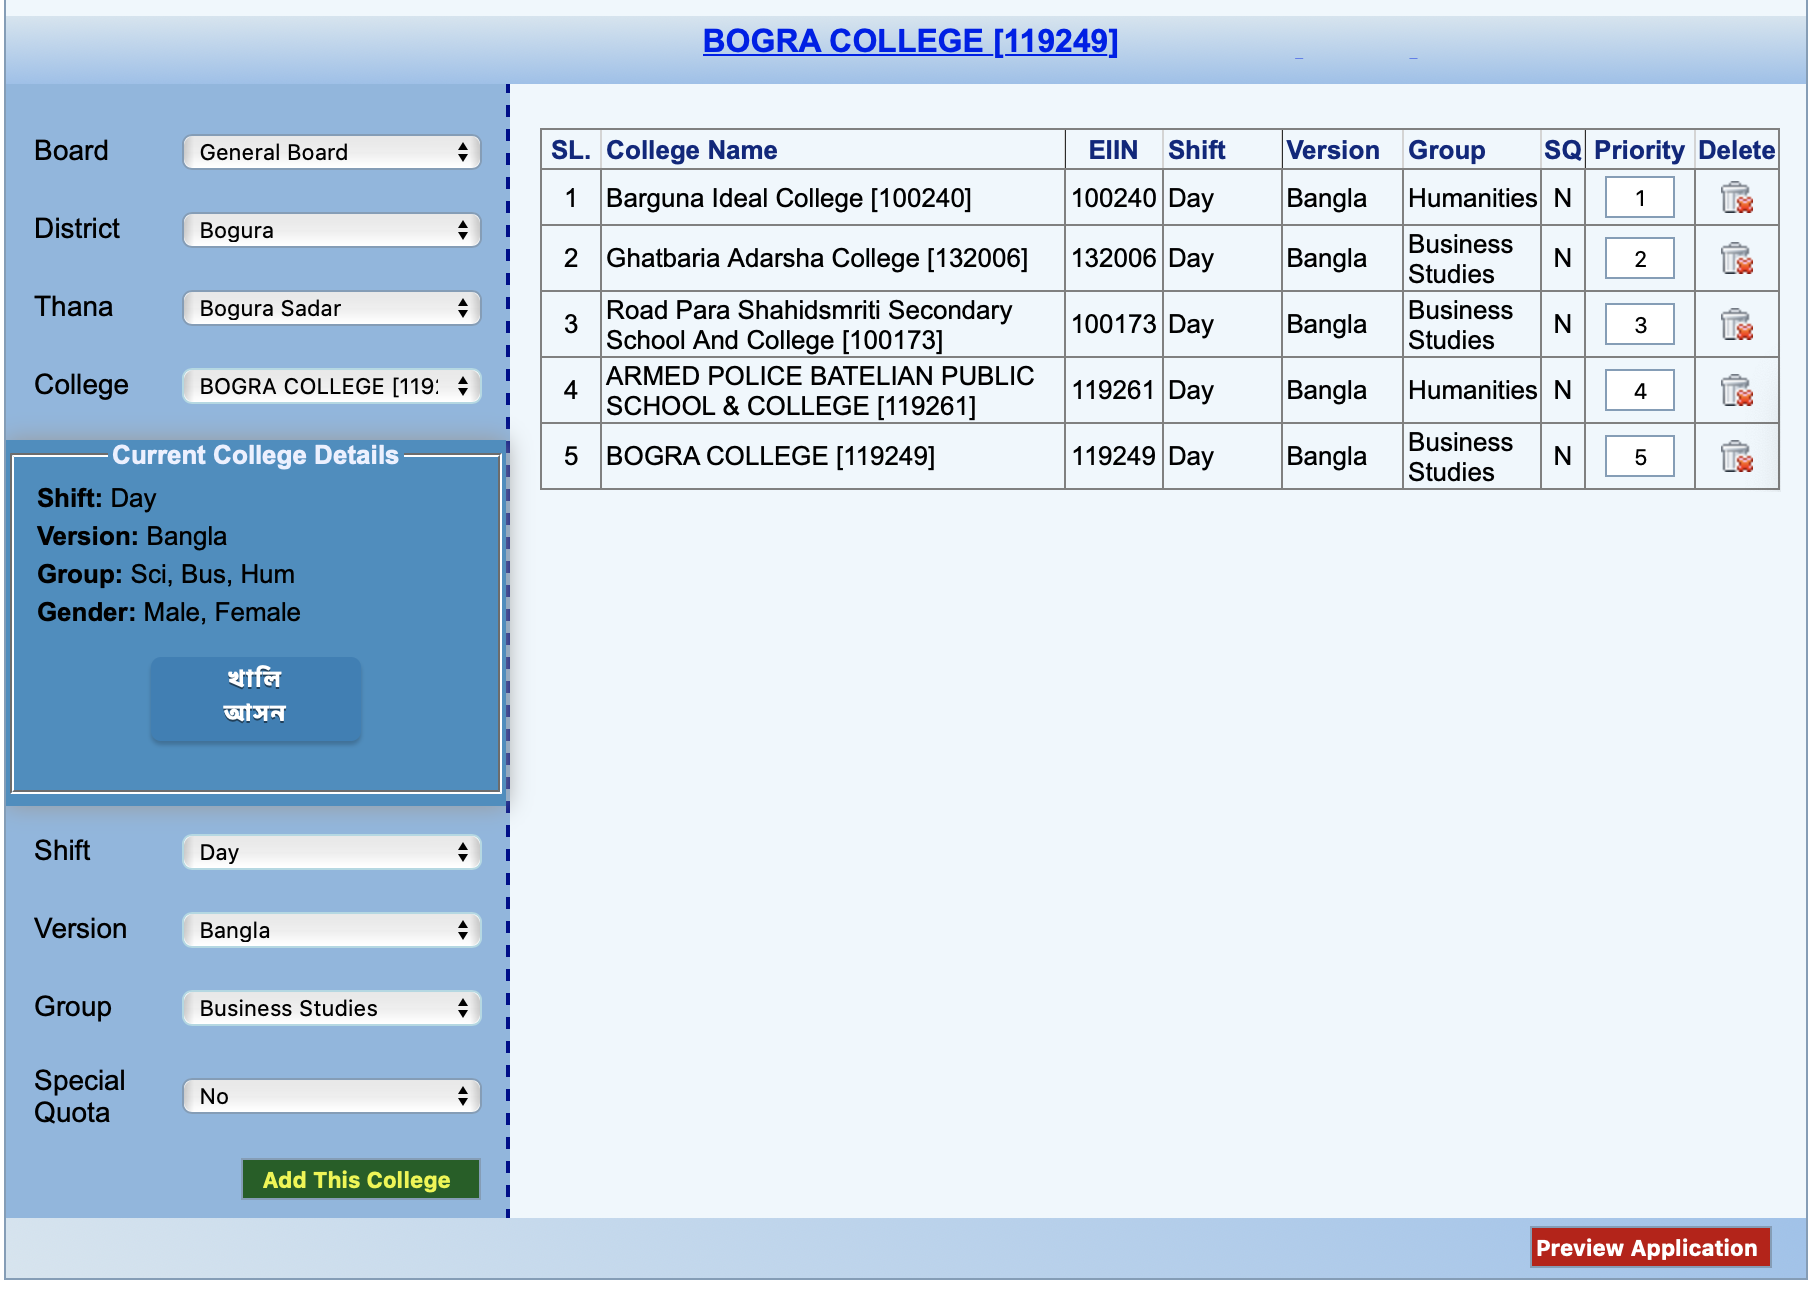 BOGRA COLLEGE [119249]
Board
General Board
District
Bogura
Thana
Bogura Sadar
College
BOGRA COLLEGE [119
Current College Details
Shift: Day
Version: Bangla
Group: Sci, Bus, Hum
Gender: Male, Female
খালি
আসন
Shift
Day
Version
Bangla
Group
Business Studies
Special
Quota
No
Add This College
SL. College Name EIIN Shift Version Group SQ Priority Delete
1 Barguna Ideal College [100240] 100240 Day Bangla Humanities N 1
2 Ghatbaria Adarsha College [132006] 132006 Day Bangla Business Studies N 2
3 Road Para Shahidsmriti Secondary
School And College [100173] 100173 Day Bangla Business Studies N 3
4 ARMED POLICE BATELIAN PUBLIC
SCHOOL & COLLEGE [119261] 119261 Day Bangla Humanities N 4
5 BOGRA COLLEGE [119249] 119249 Day Bangla Business Studies N 5
Preview Application